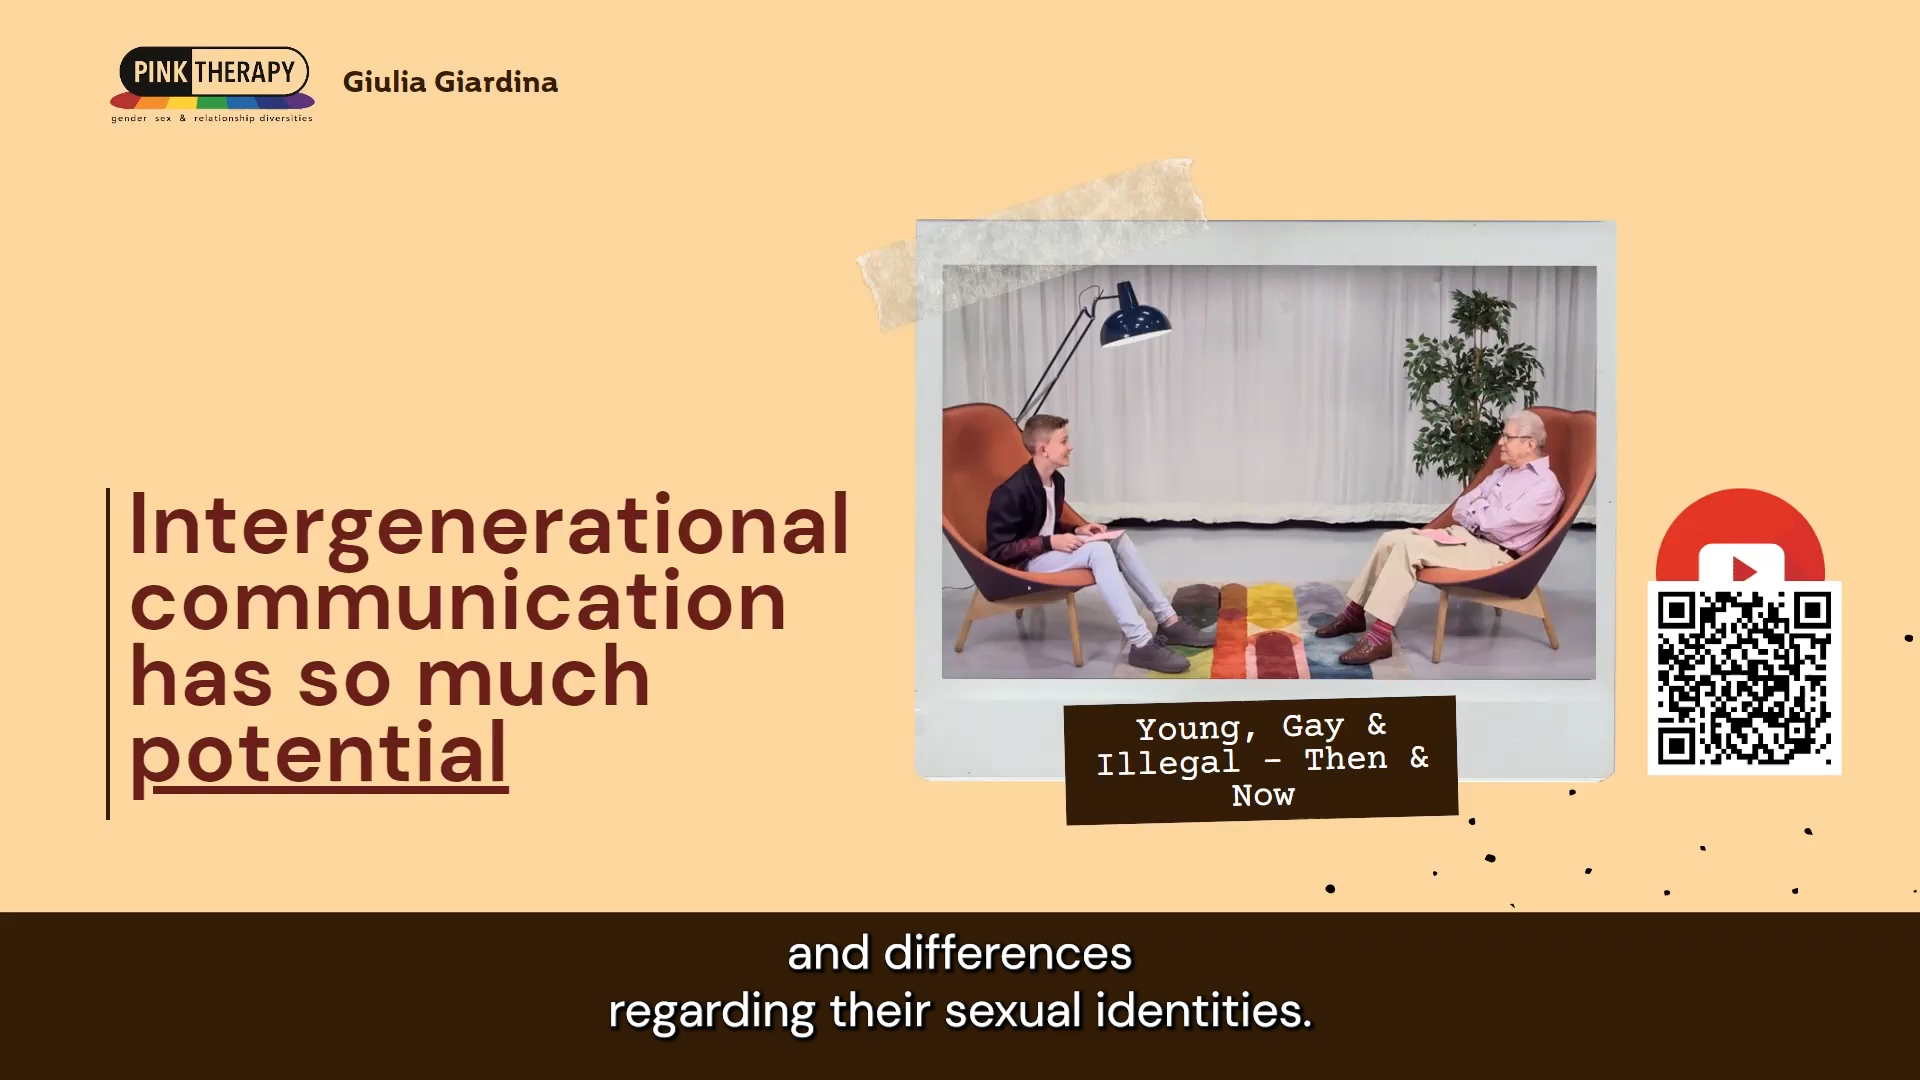 PINK THERAPY
gender sex & relationship diversities
Giulia Giardina
Intergenerational
communication
has so much
potential
Young, Gay &
Illegal - Then &
Now
and differences
regarding their sexual identities.